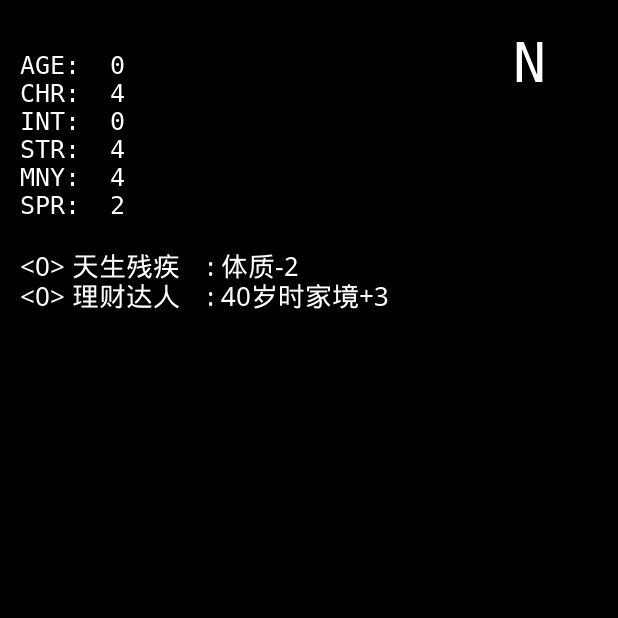 N
AGE: 0
CHR: 4
INT: 0
STR: 4
MNY: 4
SPR: 2
<0> 天生残疾 : 体质-2
<0> 理财达人 : 40岁时家境+3